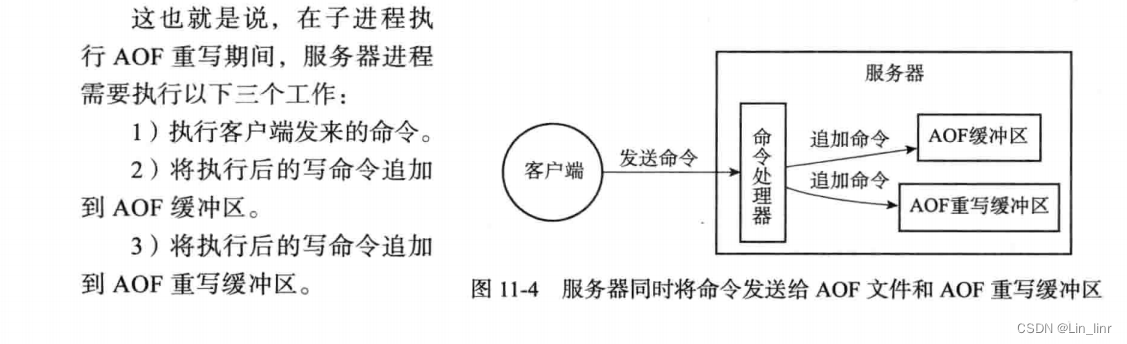 这也就是说，在子进程执
行 AOF 重写期间，服务器进程
需要执行以下三个工作：
1）执行客户端发来的命令。
2）将执行后的写命令追加
到 AOF 缓冲区。
3）将执行后的写命令追加
到 AOF 重写缓冲区。
服务器
客户端
发送命令
命令处理器
追加命令
AOF缓冲区
追加命令
AOF重写缓冲区
图 11-4 服务器同时将命令发送给 AOF 文件和 AOF 重写缓冲区
CSDN @Lin_linr